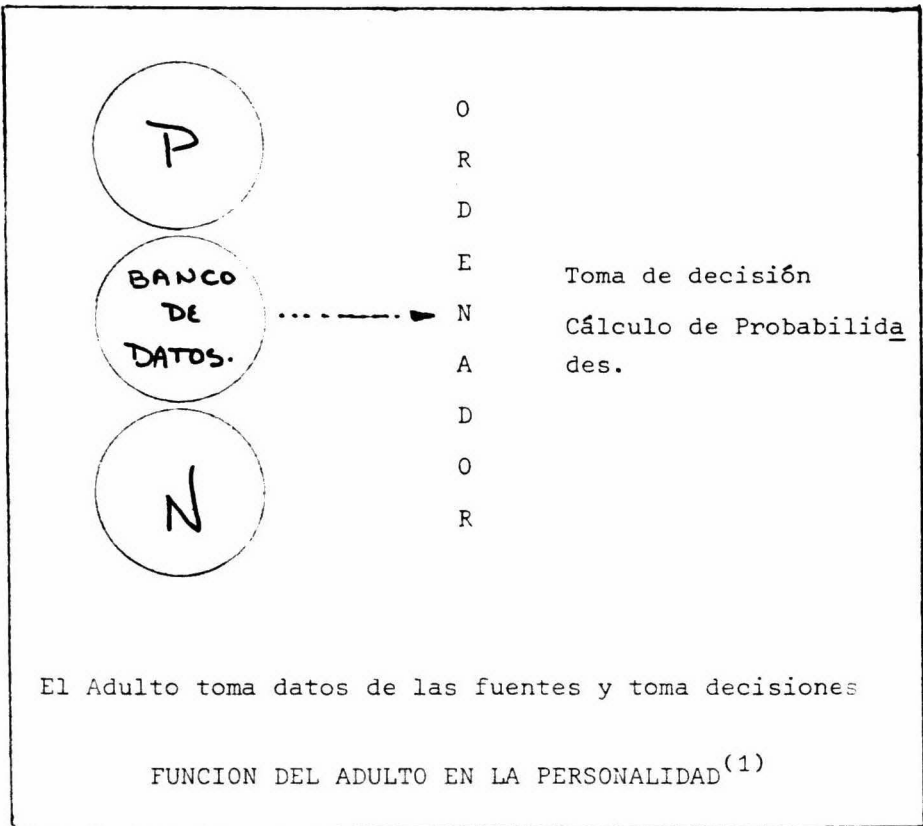 P
BANCO
DE
DATOS.
N
O
R
D
E
N
A
D
O
R
Toma de decisión
Cálculo de Probabilida
des.
El Adulto toma datos de las fuentes y toma decisiones
FUNCION DEL ADULTO EN LA PERSONALIDAD(1)